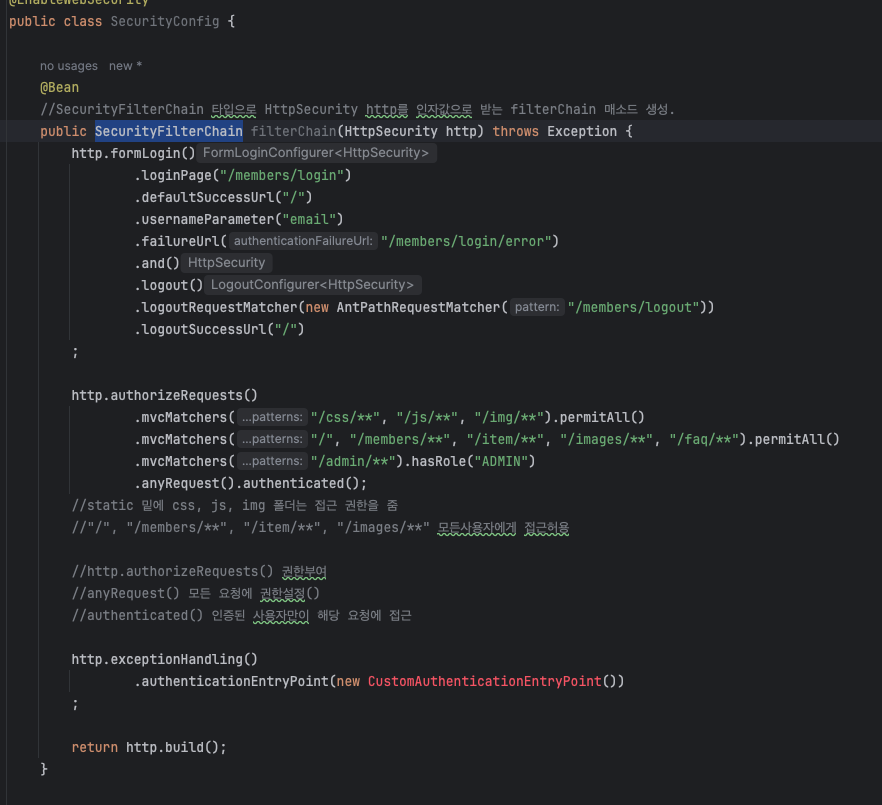 @EnableWebSecurity
public class SecurityConfig {
no usages new *
@Bean
//SecurityFilterChain 타입으로 HttpSecurity http를 인자값으로 받는 filterChain 매소드 생성.
public SecurityFilterChain filterChain(HttpSecurity http) throws Exception {
http.formLogin() FormLoginConfigurer<HttpSecurity>
.loginPage("/members/login")
.defaultSuccessUrl("/")
.usernameParameter("email")
.failureUrl( authenticationFailureUrl: "/members/login/error")
.and() HttpSecurity
.logout() LogoutConfigurer<HttpSecurity>
.logoutRequestMatcher(new AntPathRequestMatcher( pattern: "/members/logout"))
.logoutSuccessUrl("/")
;
http.authorizeRequests()
.mvcMatchers( ...patterns: "/css/**", "/js/**", "/img/**").permitAll()
.mvcMatchers( ...patterns: "/", "/members/**", "/item/**", "/images/**", "/faq/**").permitAll()
.mvcMatchers( ...patterns: "/admin/**").hasRole("ADMIN")
.anyRequest().authenticated();
//static 밑에 css, js, img 폴더는 접근 권한을 줌
//"/", "/members/**", "/item/**", "/images/**" 모든사용자에게 접근허용
//http.authorizeRequests() 권한부여
//anyRequest() 모든 요청에 권한설정()
//authenticated() 인증된 사용자만이 해당 요청에 접근
http.exceptionHandling()
.authenticationEntryPoint(new CustomAuthenticationEntryPoint())
;
return http.build();
}